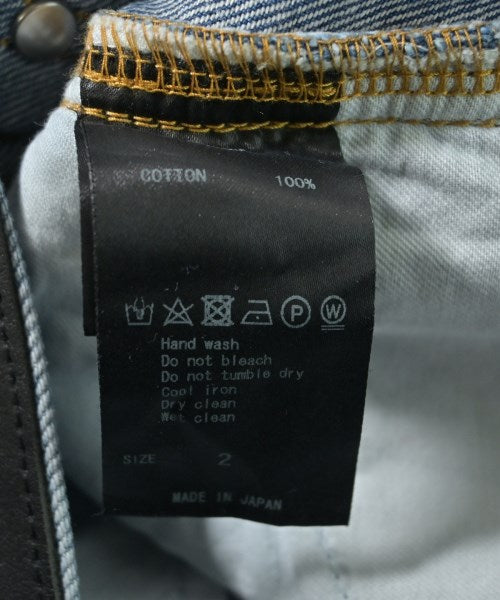 COTTON 100%
P W
Hand wash
Do not bleach
Do not tumble dry
Cool iron
Dry clean
Wet clean
SIZE 2
MADE IN JAPAN